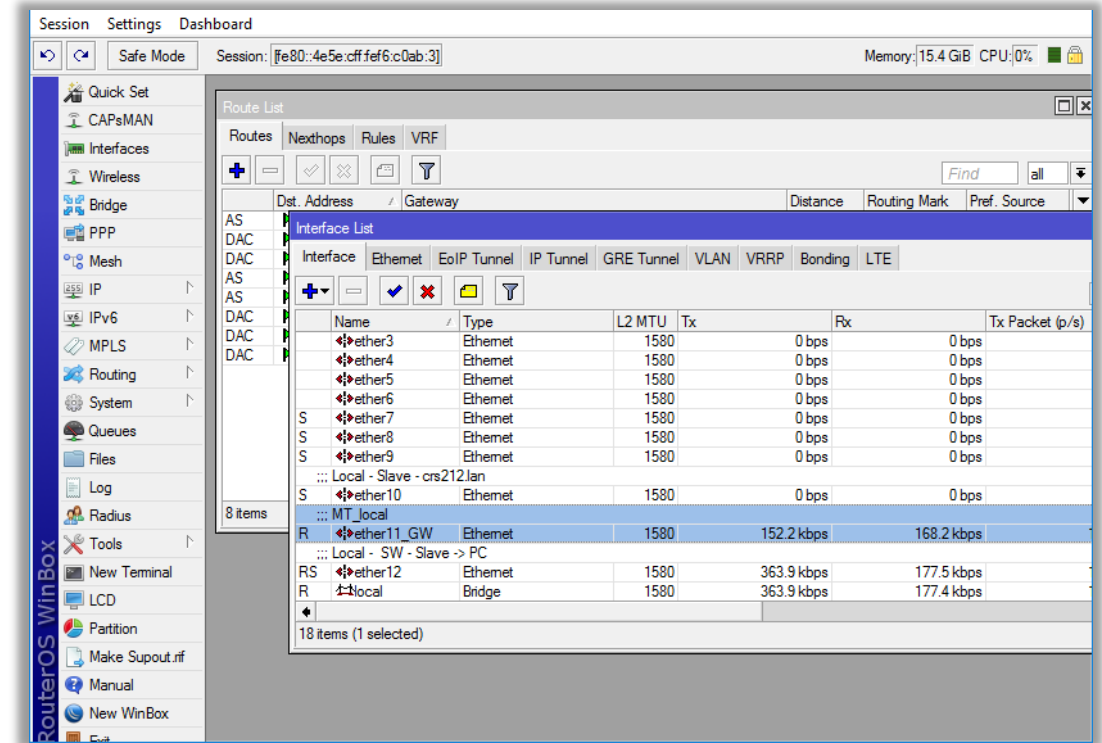 Session Settings Dashboard
Safe Mode Session: [fe80::4e5e:cff:fef6:c0ab:3] Memory: 15.4 GiB CPU: 0%
Quick Set
CAPsMAN
Interfaces
Wireless
Bridge
PPP
Mesh
255 IP
v6 IPv6
MPLS
Routing
System
Queues
Files
Log
Radius
Tools
New Terminal
LCD
Partition
Make Supout.rif
Manual
New WinBox
Exit
RouterOS WinBox
Route List
Routes Nexthops Rules VRF
Find all
Dst. Address Gateway Distance Routing Mark Pref. Source
AS
DAC
DAC
AS
AS
DAC
DAC
DAC
8 items
Interface List
Interface Ethernet EoIP Tunnel IP Tunnel GRE Tunnel VLAN VRRP Bonding LTE
Name Type L2 MTU Tx Rx Tx Packet (p/s)
ether3 Ethernet 1580 0 bps 0 bps
ether4 Ethernet 1580 0 bps 0 bps
ether5 Ethernet 1580 0 bps 0 bps
ether6 Ethernet 1580 0 bps 0 bps
S ether7 Ethernet 1580 0 bps 0 bps
S ether8 Ethernet 1580 0 bps 0 bps
S ether9 Ethernet 1580 0 bps 0 bps
;;; Local - Slave - crs212.lan
S ether10 Ethernet 1580 0 bps 0 bps
;;; MT_local
R ether11_GW Ethernet 1580 152.2 kbps 168.2 kbps
;;; Local - SW - Slave -> PC
RS ether12 Ethernet 1580 363.9 kbps 177.5 kbps
R local Bridge 1580 363.9 kbps 177.4 kbps
18 items (1 selected)